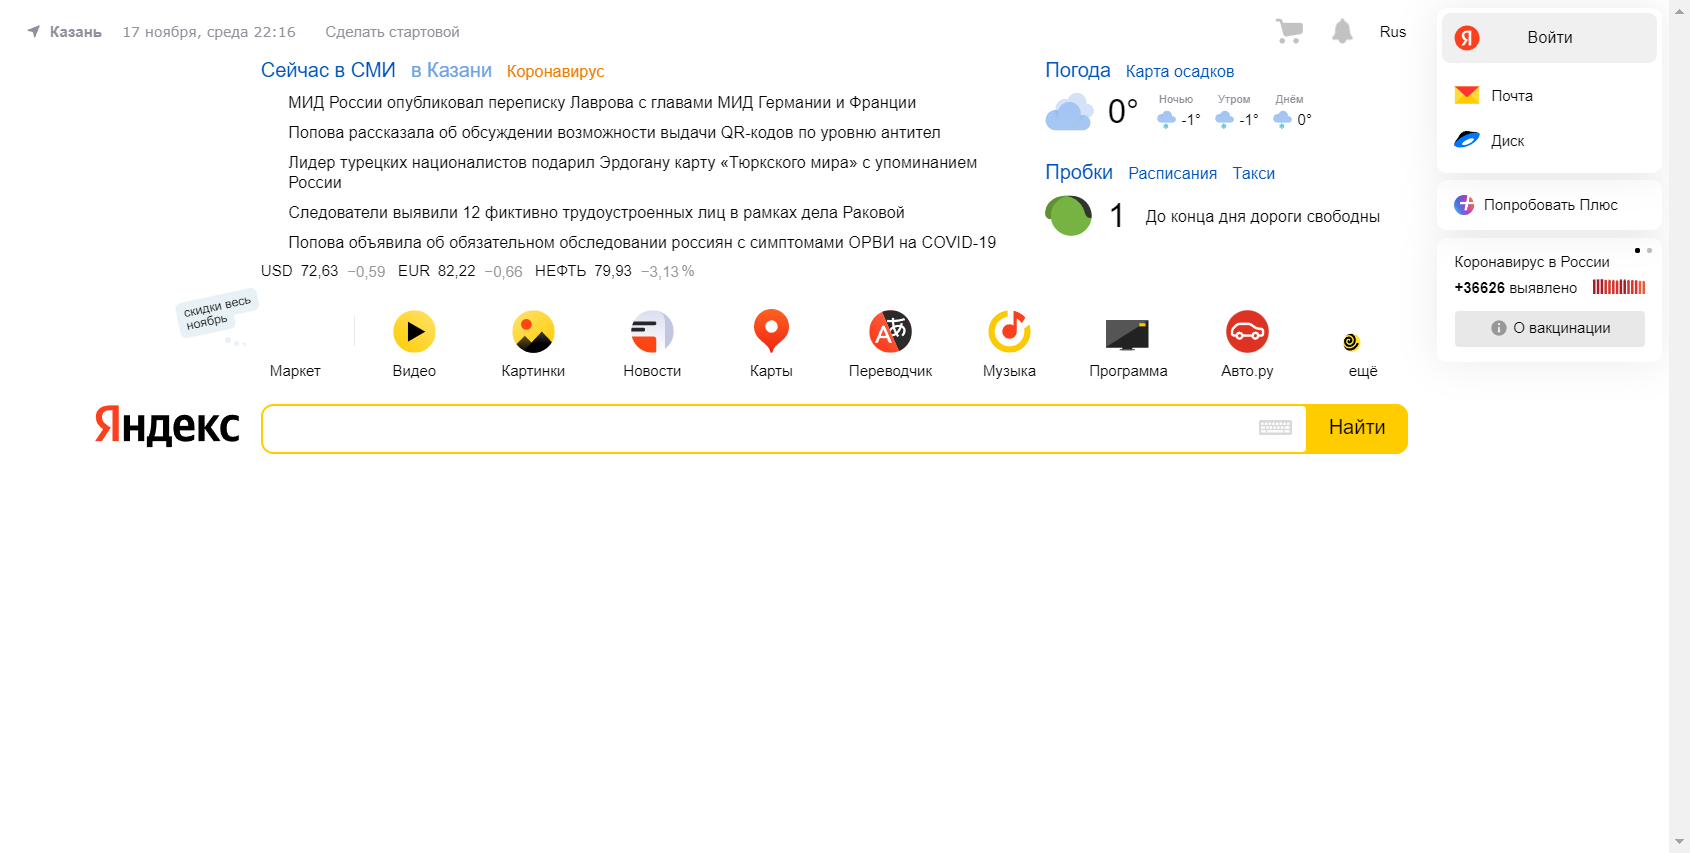 Казань 17 ноября, среда 22:16 Сделать стартовой
Rus
Войти
Почта
Диск
Попробовать Плюс
Коронавирус в России
+36626 выявлено
О вакцинации
Сейчас в СМИ в Казани Коронавирус
МИД России опубликовал переписку Лаврова с главами МИД Германии и Франции
Попова рассказала об обсуждении возможности выдачи QR-кодов по уровню антител
Лидер турецких националистов подарил Эрдогану карту «Тюркского мира» с упоминанием
России
Следователи выявили 12 фиктивно трудоустроенных лиц в рамках дела Раковой
Попова объявила об обязательном обследовании россиян с симптомами ОРВИ на COVID-19
USD 72,63 −0,59 EUR 82,22 −0,66 НЕФТЬ 79,93 −3,13 %
Погода Карта осадков
0°
Ночью Утром Днём
-1° -1° 0°
Пробки Расписания Такси
1 До конца дня дороги свободны
скидки весь
ноябрь
Маркет Видео Картинки Новости Карты Переводчик Музыка Программа Авто.ру ещё
Яндекс
Найти